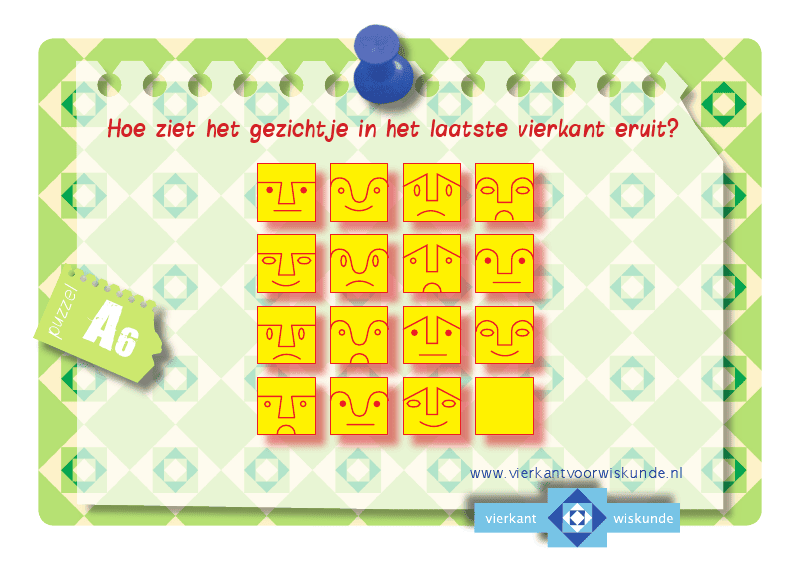 Hoe ziet het gezichtje in het laatste vierkant eruit?
puzzel
A6
www.vierkantvoorwiskunde.nl
vierkant wiskunde